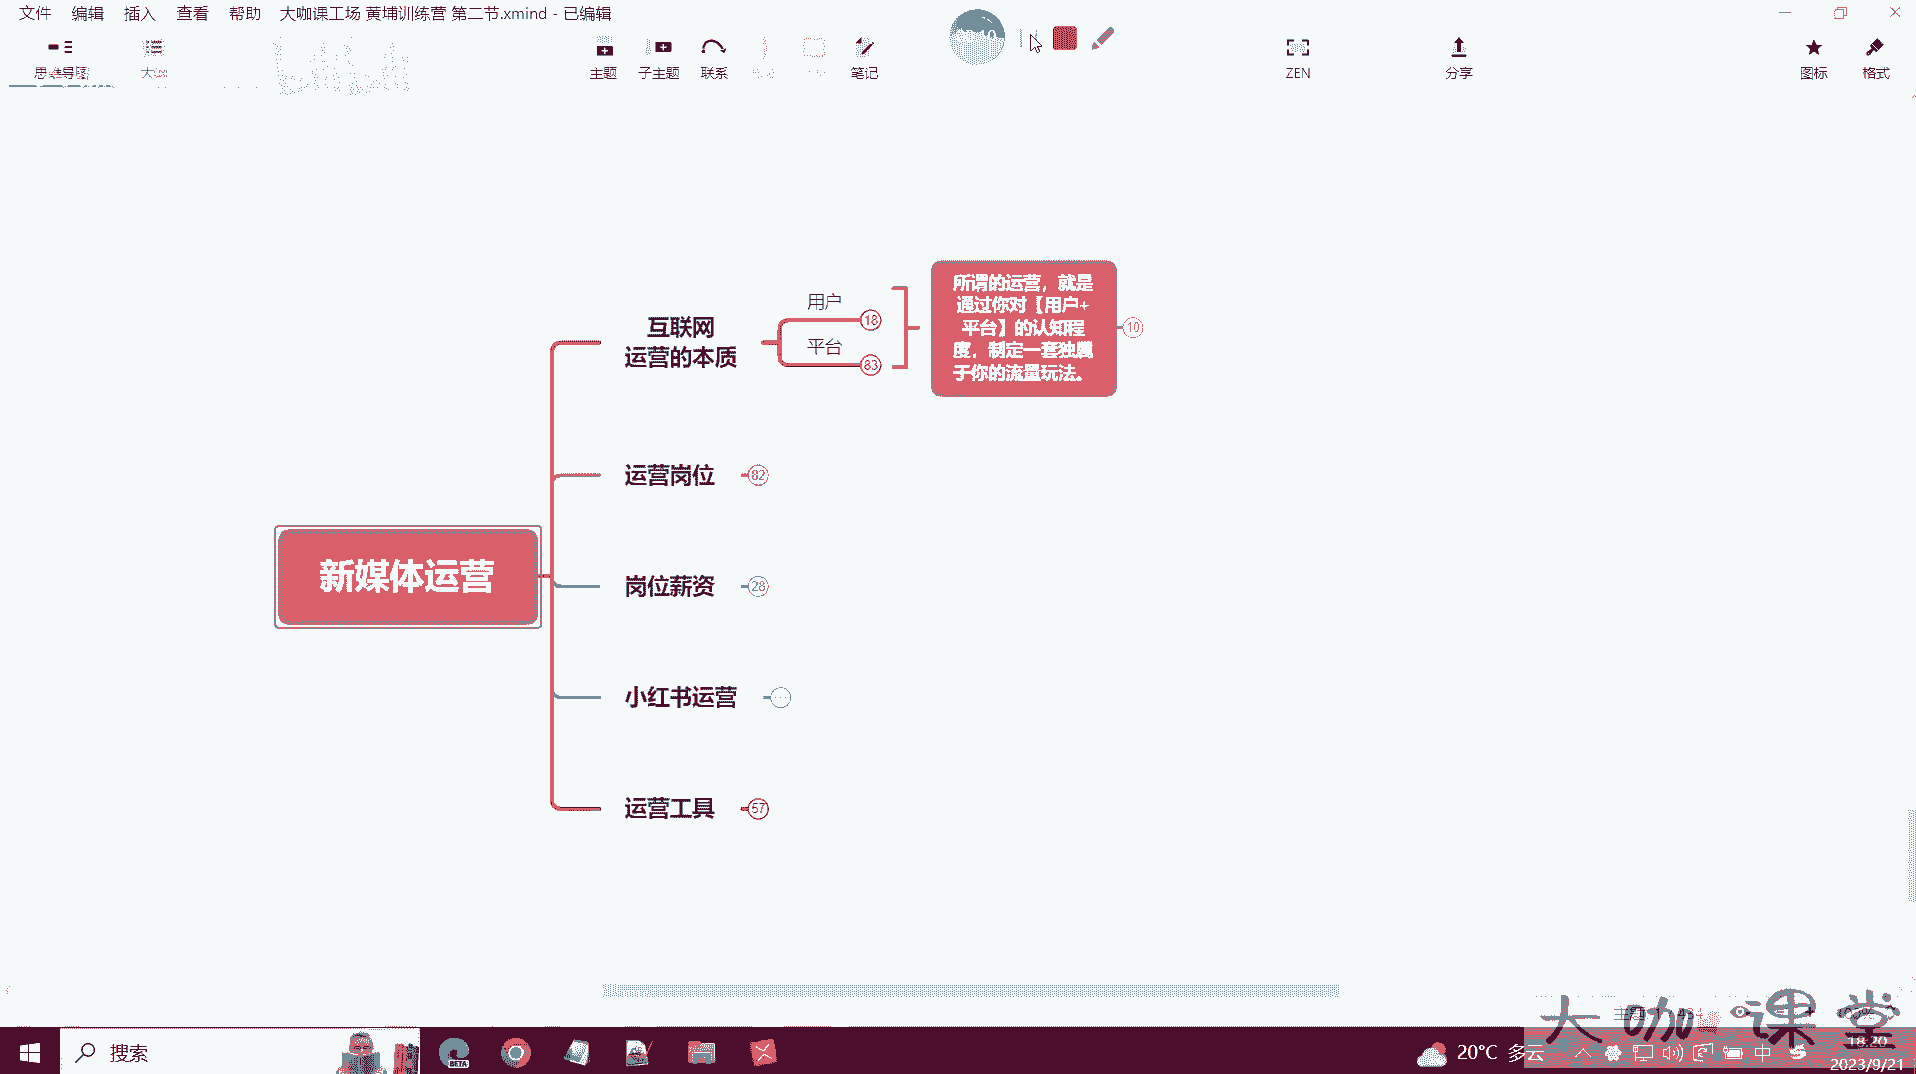 文件 编辑 插入 查看 帮助 大咖课工场 黄埔训练营 第二节.xmind - 已编辑
思维导图 主题 子主题 联系 笔记 ZEN 分享 图标 格式
所谓的运营，就是
通过你对【用户+
平台】的认知程
度，制定一套独属
于你的流量玩法。
10
用户
18
平台
83
互联网
运营的本质
运营岗位 82
新媒体运营
岗位薪资 28
小红书运营
运营工具 57
大咖课堂
搜索
BETA
20°C 多云
中
18:20
2023/9/21